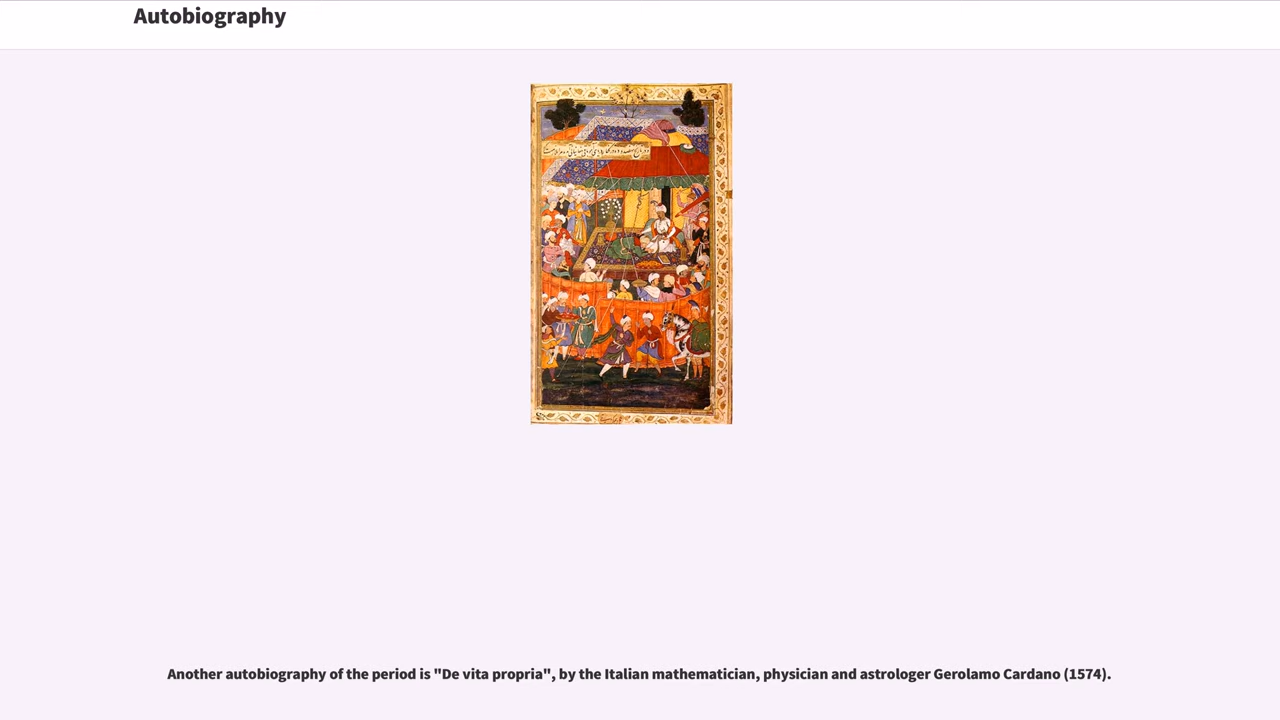 Autobiography
Another autobiography of the period is "De vita propria", by the Italian mathematician, physician and astrologer Gerolamo Cardano (1574).